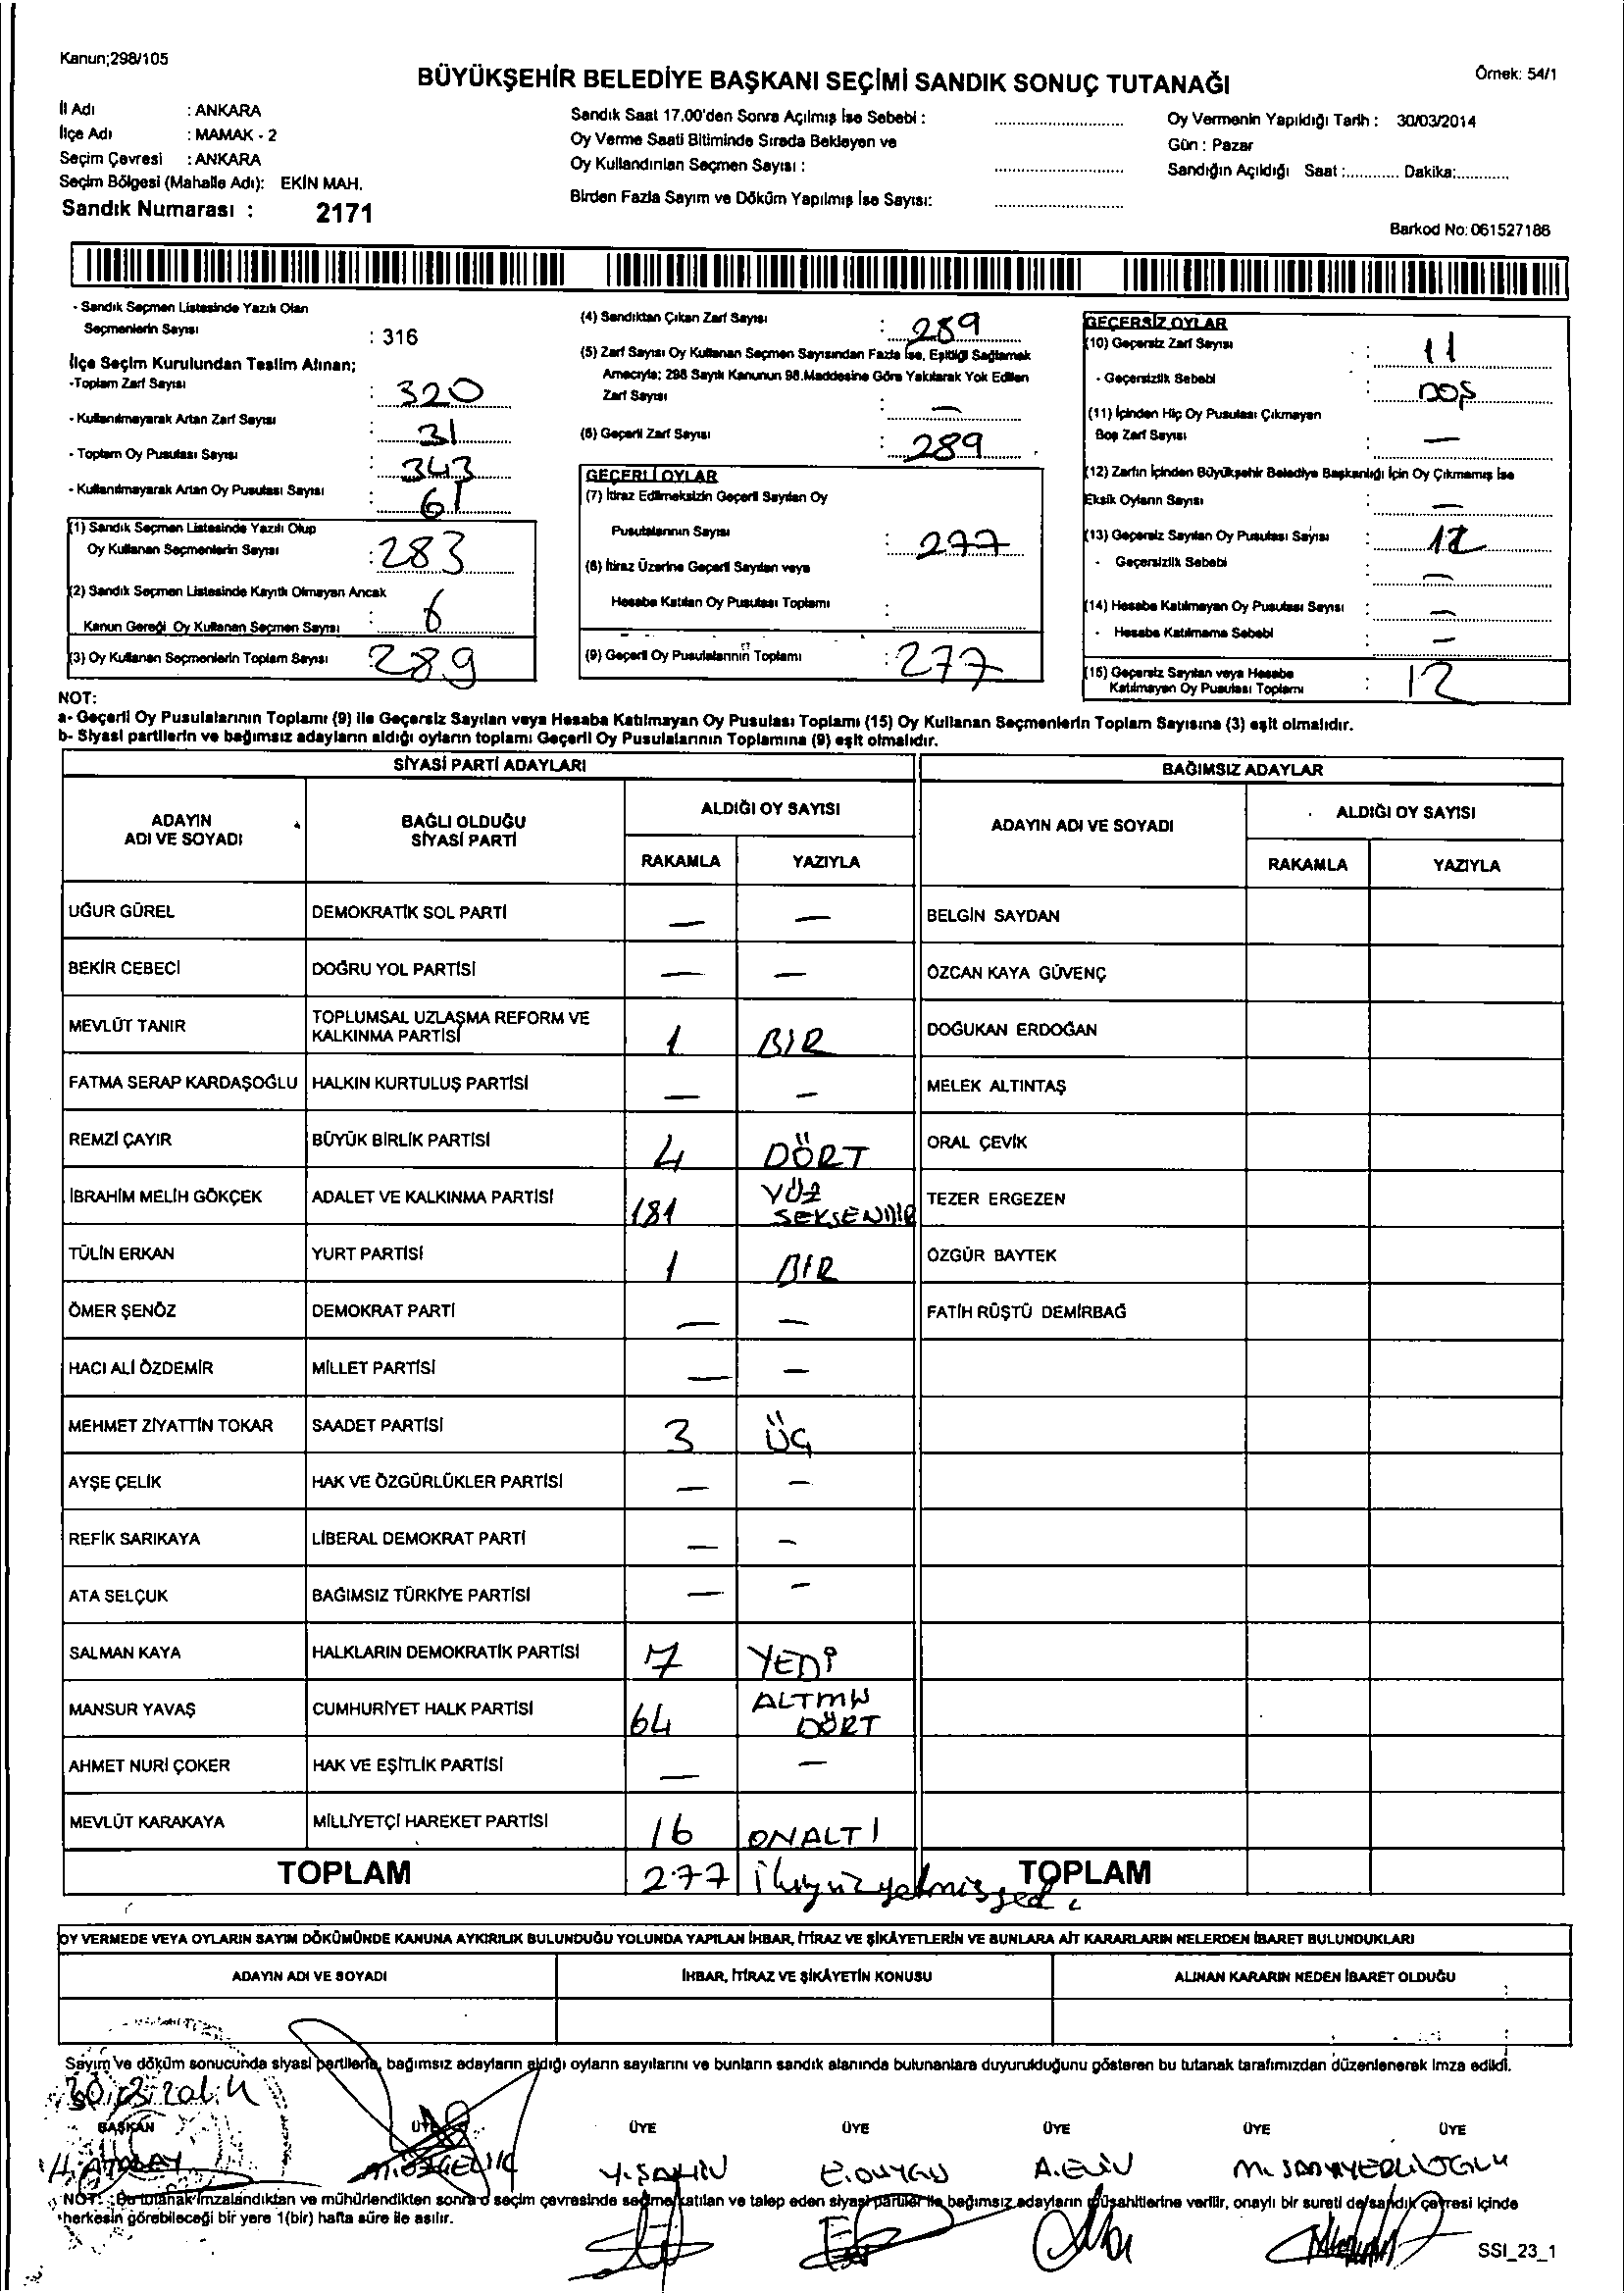 Kanun;298/105
BÜYÜKŞEHİR BELEDİYE BAŞKANI SEÇİMİ SANDIK SONUÇ TUTANAĞI
Örnek: 54/1
İl Adı : ANKARA
İlçe Adı : MAMAK - 2
Seçim Çevresi : ANKARA
Seçim Bölgesi (Mahalle Adı): EKİN MAH.
Sandık Numarası : 2171
Sandık Saat 17.00'den Sonra Açılmış İse Sebebi :
Oy Verme Saati Bitiminde Sırada Bekleyen ve
Oy Kullandırılan Seçmen Sayısı :
Birden Fazla Sayım ve Döküm Yapılmış İse Sayısı:
Oy Vermenin Yapıldığı Tarih : 30/03/2014
Gün : Pazar
Sandığın Açıldığı Saat :............ Dakika:............
Barkod No: 061527186
- Sandık Seçmen Listesinde Yazılı Olan
Seçmenlerin Sayısı : 316
İlçe Seçim Kurulundan Teslim Alınan;
-Toplam Zarf Sayısı : 320
- Kullanılmayarak Artan Zarf Sayısı : 31
- Toplam Oy Pusulası Sayısı : 343
- Kullanılmayarak Artan Oy Pusulası Sayısı : 61
(1) Sandık Seçmen Listesinde Yazılı Olup
Oy Kullanan Seçmenlerin Sayısı : 283
(2) Sandık Seçmen Listesinde Kayıtlı Olmayan Ancak
Kanun Gereği Oy Kullanan Seçmen Sayısı : 6
(3) Oy Kullanan Seçmenlerin Toplam Sayısı : 289
(4) Sandıktan Çıkan Zarf Sayısı : 289
(5) Zarf Sayısı Oy Kullanan Seçmen Sayısından Fazla İse, Eşitliği Sağlamak
Amacıyla; 298 Sayılı Kanunun 98.Maddesine Göre Yakılarak Yok Edilen
Zarf Sayısı : —
(6) Geçerli Zarf Sayısı : 289
GEÇERLİ OYLAR
(7) İtiraz Edilmeksizin Geçerli Sayılan Oy
Pusulalarının Sayısı : 277
(8) İtiraz Üzerine Geçerli Sayılan veya
Hesaba Katılan Oy Pusulası Toplamı :
(9) Geçerli Oy Pusulalarının Toplamı : 277
GEÇERSİZ OYLAR
(10) Geçersiz Zarf Sayısı : 11
- Geçersizlik Sebebi : BOŞ
(11) İçinden Hiç Oy Pusulası Çıkmayan
Boş Zarf Sayısı : —
(12) Zarfın İçinden Büyükşehir Belediye Başkanlığı İçin Oy Çıkmamış İse
Eksik Oyların Sayısı : —
(13) Geçersiz Sayılan Oy Pusulası Sayısı : 12
- Geçersizlik Sebebi : —
(14) Hesaba Katılmayan Oy Pusulası Sayısı : —
- Hesaba Katılmama Sebebi : —
(15) Geçersiz Sayılan veya Hesaba
Katılmayan Oy Pusulası Toplamı : 12
NOT:
a- Geçerli Oy Pusulalarının Toplamı (9) ile Geçersiz Sayılan veya Hesaba Katılmayan Oy Pusulası Toplamı (15) Oy Kullanan Seçmenlerin Toplam Sayısına (3) eşit olmalıdır.
b- Siyasi partilerin ve bağımsız adayların aldığı oyların toplamı Geçerli Oy Pusulalarının Toplamına (9) eşit olmalıdır.
SİYASİ PARTİ ADAYLARI
ADAYIN ADI VE SOYADI BAĞLI OLDUĞU SİYASİ PARTİ ALDIĞI OY SAYISI
RAKAMLA YAZIYLA
UĞUR GÜREL DEMOKRATİK SOL PARTİ — —
BEKİR CEBECİ DOĞRU YOL PARTİSİ — —
MEVLÜT TANIR TOPLUMSAL UZLAŞMA REFORM VE KALKINMA PARTİSİ 1 BİR
FATMA SERAP KARDAŞOĞLU HALKIN KURTULUŞ PARTİSİ — —
REMZİ ÇAYIR BÜYÜK BİRLİK PARTİSİ 4 DÖRT
İBRAHİM MELİH GÖKÇEK ADALET VE KALKINMA PARTİSİ 181 YÜZ SEKSENBİR
TÜLİN ERKAN YURT PARTİSİ 1 BİR
ÖMER ŞENÖZ DEMOKRAT PARTİ — —
HACI ALİ ÖZDEMİR MİLLET PARTİSİ — —
MEHMET ZİYATTİN TOKAR SAADET PARTİSİ 3 ÜÇ
AYŞE ÇELİK HAK VE ÖZGÜRLÜKLER PARTİSİ — —
REFİK SARIKAYA LİBERAL DEMOKRAT PARTİ — —
ATA SELÇUK BAĞIMSIZ TÜRKİYE PARTİSİ — —
SALMAN KAYA HALKLARIN DEMOKRATİK PARTİSİ 7 YEDİ
MANSUR YAVAŞ CUMHURİYET HALK PARTİSİ 64 ALTMIŞ DÖRT
AHMET NURİ ÇOKER HAK VE EŞİTLİK PARTİSİ — —
MEVLÜT KARAKAYA MİLLİYETÇİ HAREKET PARTİSİ 16 ONALTI
TOPLAM 277 ikiyüzyetmişyedi
BAĞIMSIZ ADAYLAR
ADAYIN ADI VE SOYADI ALDIĞI OY SAYISI
RAKAMLA YAZIYLA
BELGİN SAYDAN
ÖZCAN KAYA GÜVENÇ
DOĞUKAN ERDOĞAN
MELEK ALTINTAŞ
ORAL ÇEVİK
TEZER ERGEZEN
ÖZGÜR BAYTEK
FATİH RÜŞTÜ DEMİRBAĞ
TOPLAM
OY VERMEDE VEYA OYLARIN SAYIM DÖKÜMÜNDE KANUNA AYKIRILIK BULUNDUĞU YOLUNDA YAPILAN İHBAR, İTİRAZ VE ŞİKÂYETLERİN VE BUNLARA AİT KARARLARIN NELERDEN İBARET BULUNDUKLARI
ADAYIN ADI VE SOYADI İHBAR, İTİRAZ VE ŞİKÂYETİN KONUSU ALINAN KARARIN NEDEN İBARET OLDUĞU
Sayım ve döküm sonucunda siyasi partilerin, bağımsız adayların aldığı oyların sayılarını ve bunların sandık alanında bulunanlara duyurulduğunu gösteren bu tutanak tarafımızdan düzenlenerek imza edildi.
30.03.2014
BAŞKAN ÜYE ÜYE ÜYE ÜYE ÜYE ÜYE
M.ÖZÇELİK Y.ŞAHİN E.DUYGU A.ELİV
NOT: Bu tutanak imzalandıktan ve mühürlendikten sonra o seçim çevresinde seçime katılan ve talep eden siyasi partiler ile bağımsız adayların müşahitlerine verilir, onaylı bir sureti de sandık çevresi içinde
herkesin görebileceği bir yere 1(bir) hafta süre ile asılır.
SSI_23_1